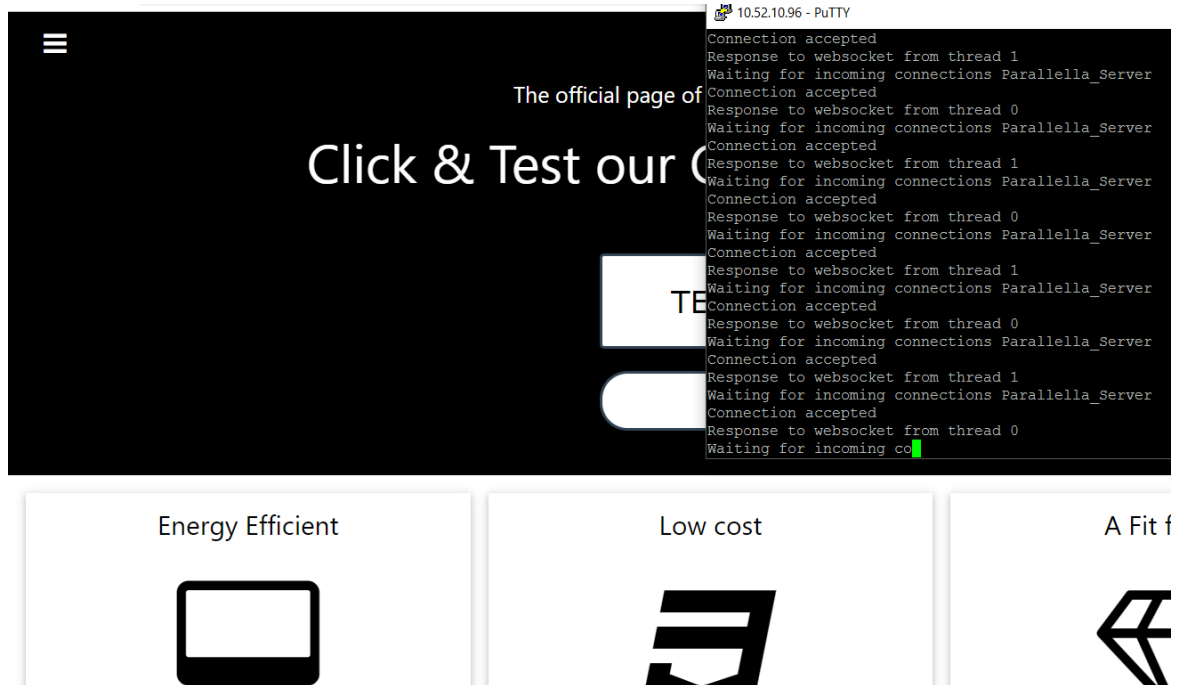 The official page of
Click & Test our
TE
Energy Efficient
Low cost
A Fit
10.52.10.96 - PuTTY
Connection accepted
Response to websocket from thread 1
Waiting for incoming connections Parallella_Server
Connection accepted
Response to websocket from thread 0
Waiting for incoming connections Parallella_Server
Connection accepted
Response to websocket from thread 1
Waiting for incoming connections Parallella_Server
Connection accepted
Response to websocket from thread 0
Waiting for incoming connections Parallella_Server
Connection accepted
Response to websocket from thread 1
Waiting for incoming connections Parallella_Server
Connection accepted
Response to websocket from thread 0
Waiting for incoming connections Parallella_Server
Connection accepted
Response to websocket from thread 1
Waiting for incoming connections Parallella_Server
Connection accepted
Response to websocket from thread 0
Waiting for incoming co